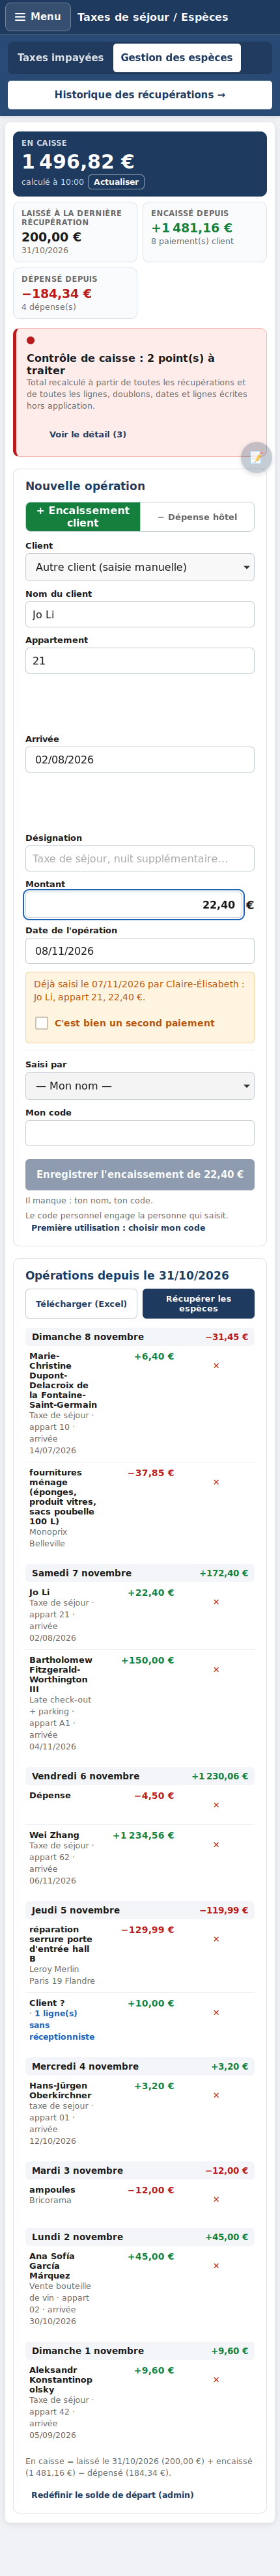 Menu
Taxes de séjour / Espèces
Taxes impayées
Gestion des espèces
Historique des récupérations →
EN CAISSE
1 496,82 €
calculé à 10:00
Actualiser
LAISSÉ À LA DERNIÈRE
RÉCUPÉRATION
200,00 €
31/10/2026
ENCAISSÉ DEPUIS
+1 481,16 €
8 paiement(s) client
DÉPENSÉ DEPUIS
−184,34 €
4 dépense(s)
Contrôle de caisse : 2 point(s) à
traiter
Total recalculé à partir de toutes les récupérations et
de toutes les lignes, doublons, dates et lignes écrites
hors application.
Voir le détail (3)
Nouvelle opération
+ Encaissement
client
− Dépense hôtel
Client
Autre client (saisie manuelle)
Nom du client
Jo Li
Appartement
21
Arrivée
02/08/2026
Désignation
Taxe de séjour, nuit supplémentaire…
Montant
22,40 €
Date de l'opération
08/11/2026
Déjà saisi le 07/11/2026 par Claire-Élisabeth :
Jo Li, appart 21, 22,40 €.
C'est bien un second paiement
Saisi par
— Mon nom —
Mon code
Enregistrer l'encaissement de 22,40 €
Il manque : ton nom, ton code.
Le code personnel engage la personne qui saisit.
Première utilisation : choisir mon code
Opérations depuis le 31/10/2026
Télécharger (Excel)
Récupérer les
espèces
Dimanche 8 novembre −31,45 €
Marie-
Christine
Dupont-
Delacroix de
la Fontaine-
Saint-Germain
+6,40 €
×
Taxe de séjour ·
appart 10 ·
arrivée
14/07/2026
fournitures
ménage
(éponges,
produit vitres,
sacs poubelle
100 L)
−37,85 €
×
Monoprix
Belleville
Samedi 7 novembre +172,40 €
Jo Li +22,40 €
×
Taxe de séjour ·
appart 21 ·
arrivée
02/08/2026
Bartholomew
Fitzgerald-
Worthington
III
+150,00 €
×
Late check-out
+ parking ·
appart A1 ·
arrivée
04/11/2026
Vendredi 6 novembre +1 230,06 €
Dépense −4,50 €
×
Wei Zhang +1 234,56 €
×
Taxe de séjour ·
appart 62 ·
arrivée
06/11/2026
Jeudi 5 novembre −119,99 €
réparation
serrure porte
d'entrée hall
B
−129,99 €
×
Leroy Merlin
Paris 19 Flandre
Client ? +10,00 €
×
· 1 ligne(s)
sans
réceptionniste
Mercredi 4 novembre +3,20 €
Hans-Jürgen
Oberkirchner
+3,20 €
×
taxe de sejour ·
appart 01 ·
arrivée
12/10/2026
Mardi 3 novembre −12,00 €
ampoules −12,00 €
×
Bricorama
Lundi 2 novembre +45,00 €
Ana Sofía
García
Márquez
+45,00 €
×
Vente bouteille
de vin · appart
02 · arrivée
30/10/2026
Dimanche 1 novembre +9,60 €
Aleksandr
Konstantinop
olsky
+9,60 €
×
Taxe de séjour ·
appart 42 ·
arrivée
05/09/2026
En caisse = laissé le 31/10/2026 (200,00 €) + encaissé
(1 481,16 €) − dépensé (184,34 €).
Redéfinir le solde de départ (admin)